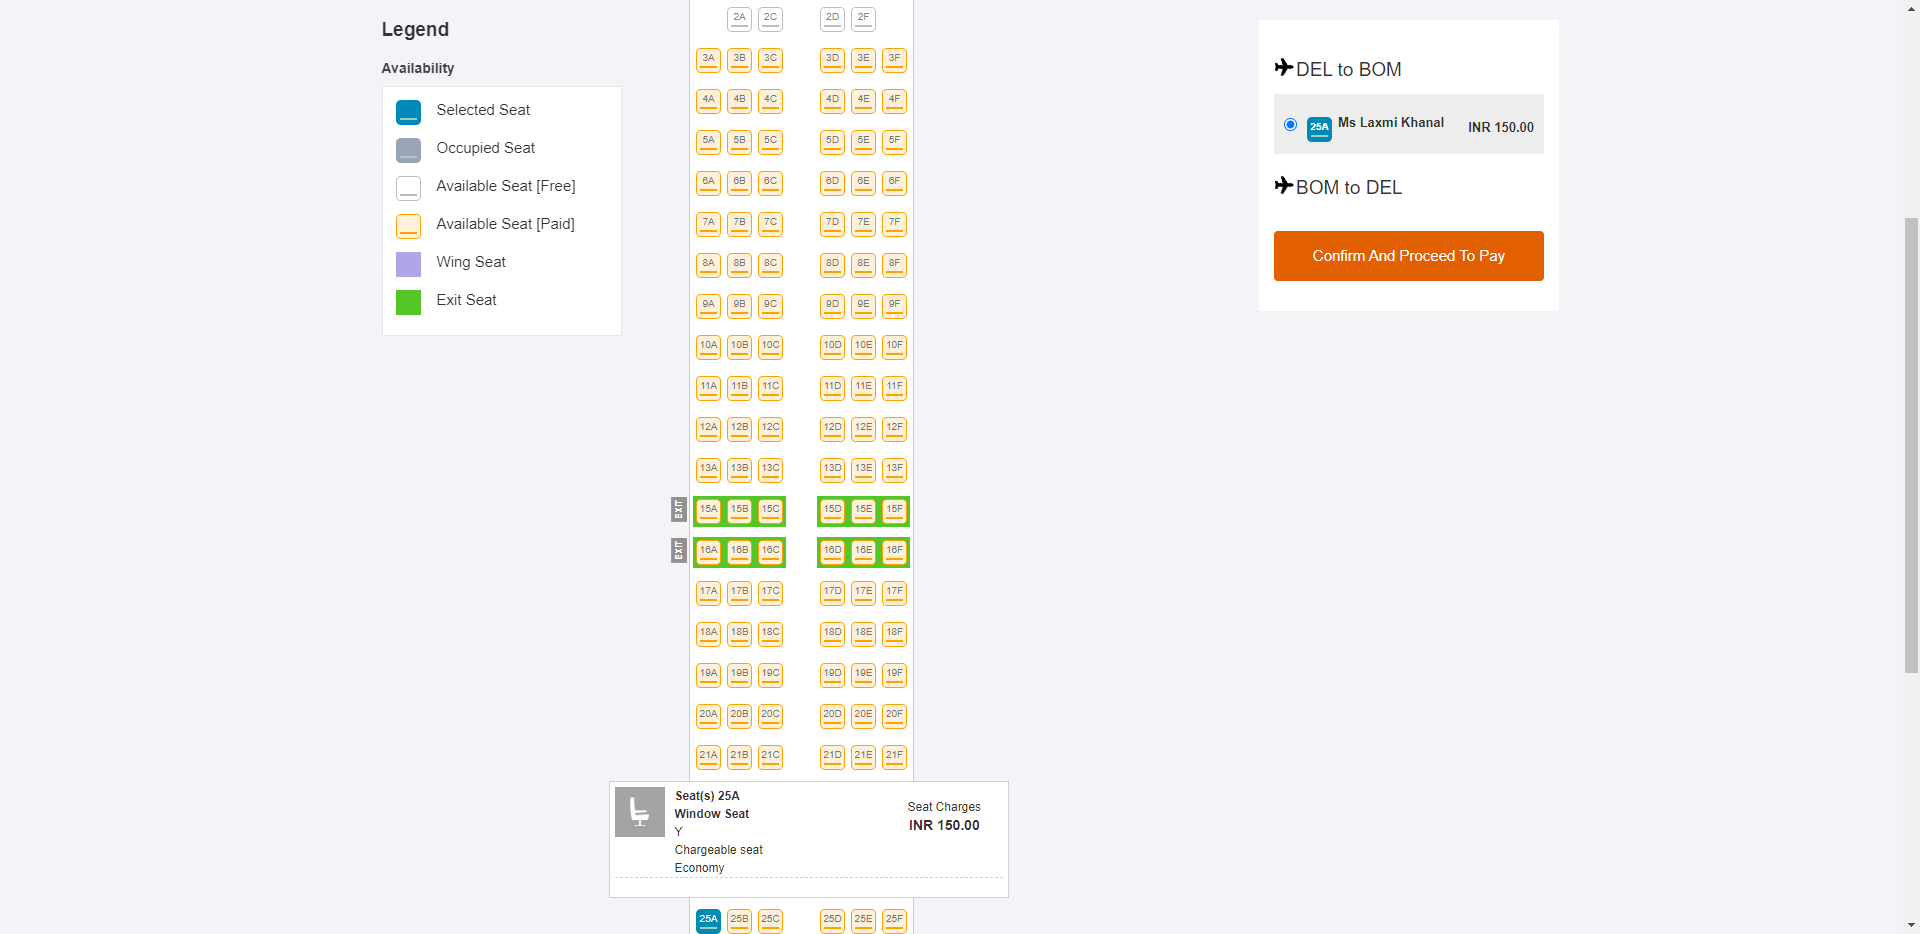 Legend
Availability
Selected Seat
Occupied Seat
Available Seat [Free]
Available Seat [Paid]
Wing Seat
Exit Seat
2A 2C 2D 2F
3A 3B 3C 3D 3E 3F
4A 4B 4C 4D 4E 4F
5A 5B 5C 5D 5E 5F
6A 6B 6C 6D 6E 6F
7A 7B 7C 7D 7E 7F
8A 8B 8C 8D 8E 8F
9A 9B 9C 9D 9E 9F
10A 10B 10C 10D 10E 10F
11A 11B 11C 11D 11E 11F
12A 12B 12C 12D 12E 12F
13A 13B 13C 13D 13E 13F
EXIT 15A 15B 15C 15D 15E 15F
EXIT 16A 16B 16C 16D 16E 16F
17A 17B 17C 17D 17E 17F
18A 18B 18C 18D 18E 18F
19A 19B 19C 19D 19E 19F
20A 20B 20C 20D 20E 20F
21A 21B 21C 21D 21E 21F
Seat(s) 25A
Window Seat
Y
Chargeable seat
Economy
Seat Charges
INR 150.00
25A 25B 25C 25D 25E 25F
DEL to BOM
25A Ms Laxmi Khanal INR 150.00
BOM to DEL
Confirm And Proceed To Pay